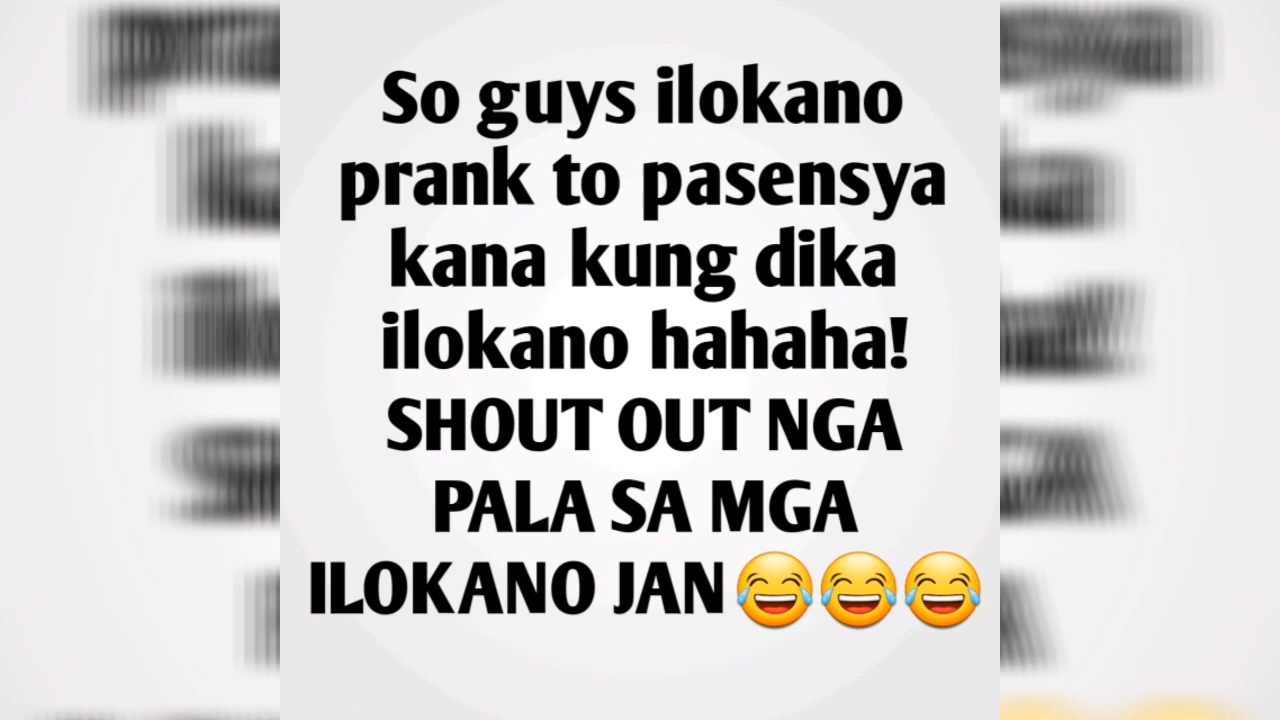 So guys ilokano
prank to pasensya
kana kung dika
ilokano hahaha!
SHOUT OUT NGA
PALA SA MGA
ILOKANO JAN😂😂😂